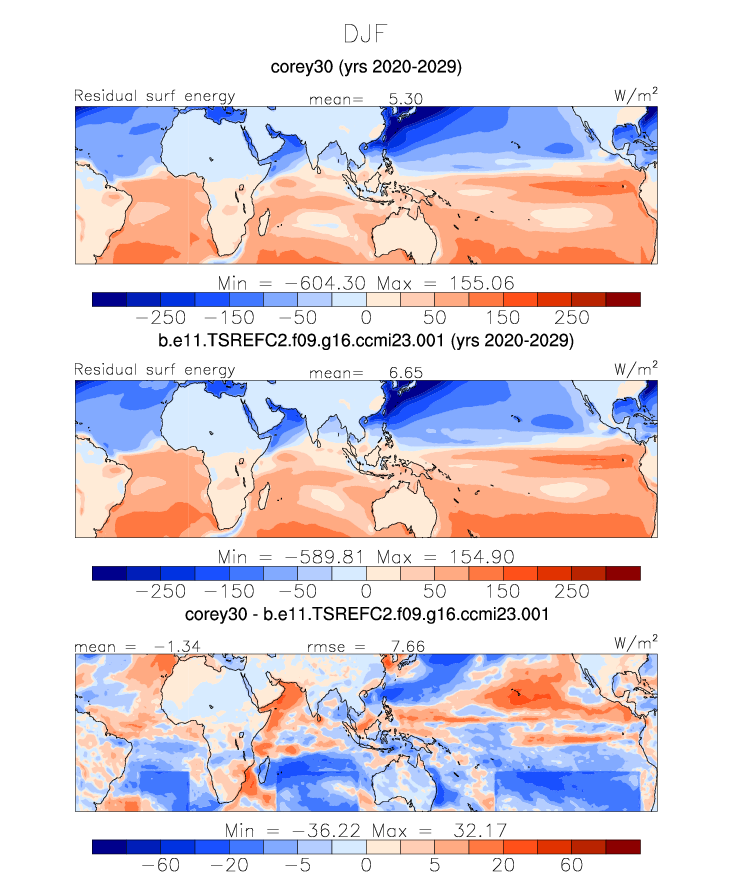 DJF
corey30 (yrs 2020-2029)
Residual surf energy mean= 5.30 W/m²
Min = −604.30 Max = 155.06
−250 −150 −50 0 50 150 250
b.e11.TSREFC2.f09.g16.ccmi23.001 (yrs 2020-2029)
Residual surf energy mean= 6.65 W/m²
Min = −589.81 Max = 154.90
−250 −150 −50 0 50 150 250
corey30 - b.e11.TSREFC2.f09.g16.ccmi23.001
mean = −1.34 rmse = 7.66 W/m²
Min = −36.22 Max = 32.17
−60 −20 −5 0 5 20 60